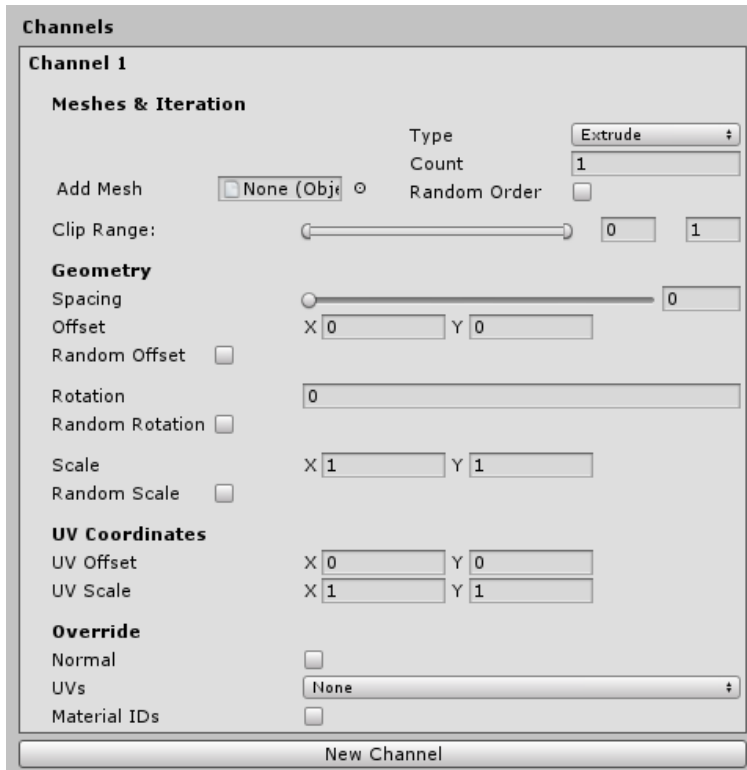 Channels
Channel 1
Meshes & Iteration
Type Extrude
Count 1
Add Mesh None (Obje Random Order
Clip Range: 0 1
Geometry
Spacing 0
Offset X 0 Y 0
Random Offset
Rotation 0
Random Rotation
Scale X 1 Y 1
Random Scale
UV Coordinates
UV Offset X 0 Y 0
UV Scale X 1 Y 1
Override
Normal
UVs None
Material IDs
New Channel